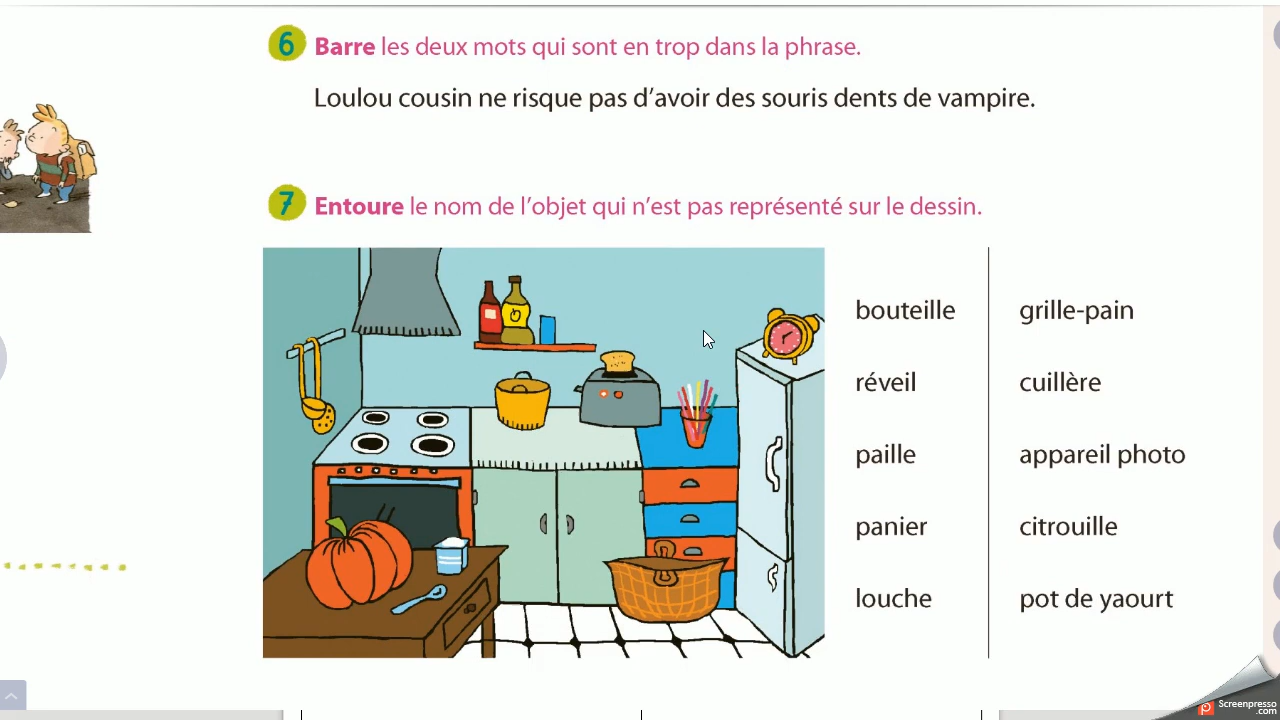 6 Barre les deux mots qui sont en trop dans la phrase.
Loulou cousin ne risque pas d'avoir des souris dents de vampire.
7 Entoure le nom de l'objet qui n'est pas représenté sur le dessin.
bouteille
réveil
paille
panier
louche
grille-pain
cuillère
appareil photo
citrouille
pot de yaourt
Screenpresso
.com